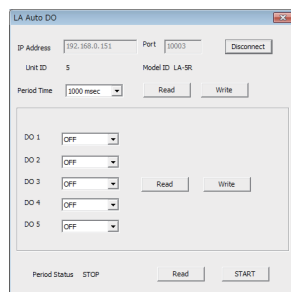 LA Auto DO
IP Address 192.168.0.151 Port 10003 Disconnect
Unit ID 5 Model ID LA-5R
Period Time 1000 msec Read Write
DO 1 OFF
DO 2 OFF
DO 3 OFF Read Write
DO 4 OFF
DO 5 OFF
Period Status STOP Read START